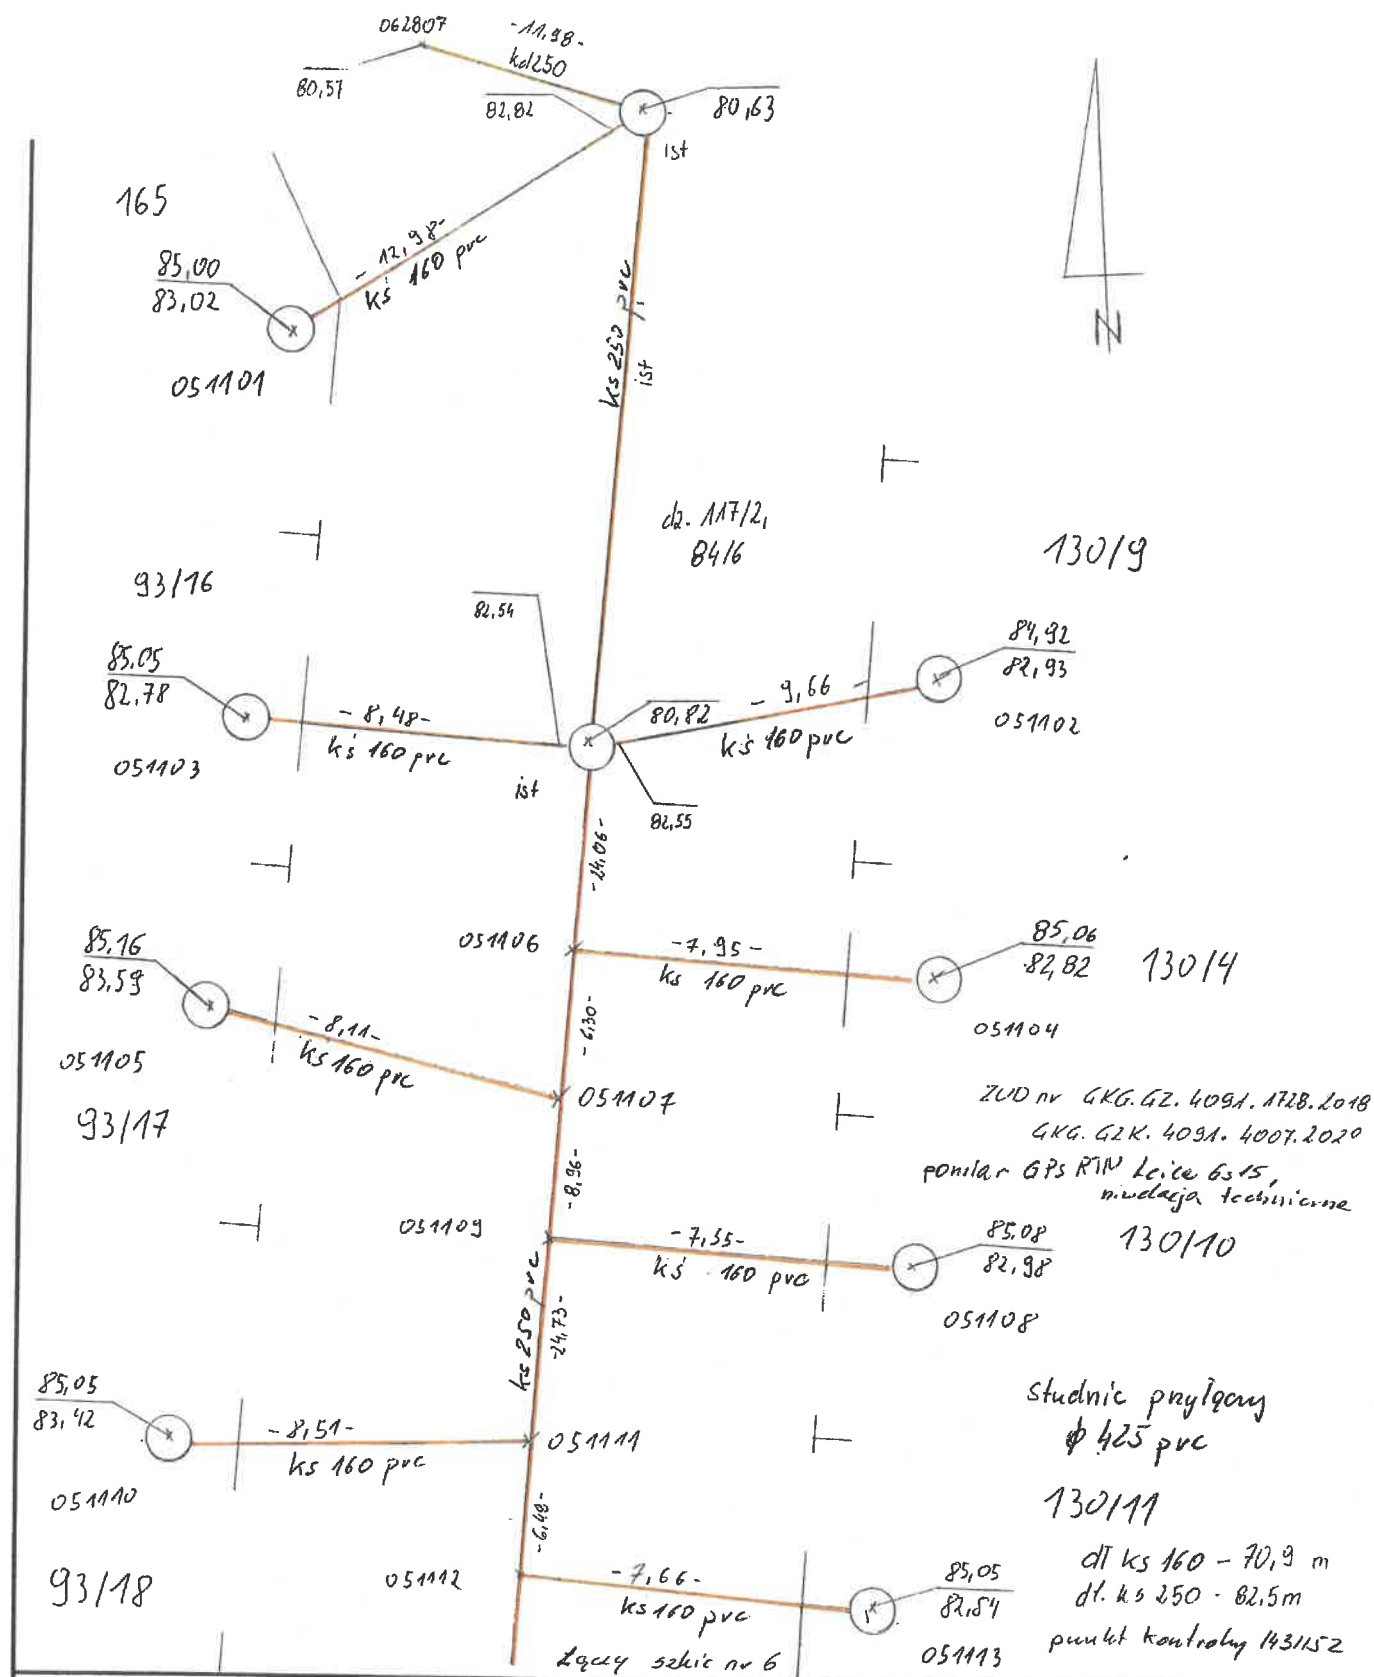 062807
-11,98-
kd250
80,57
82,82
80,63
ist
165
-12,98-
kś 160 pvc
85,00
83,02
051101
ks 250 pvc
ist
N
dz. 117/2,
84/6
130/9
93/16
82,54
84,92
82,93
85,05
82,78
-8,48-
kś 160 pvc
80,82
-9,66-
kś 160 pvc
051102
051103
ist
82,55
-24,06-
85,16
83,59
051106
-7,95-
ks 160 pvc
85,06
82,82
130/4
051104
-6,30-
-8,11-
ks 160 pvc
051105
051107
93/17
ZUD nr GKG.GZ.4091.1728.2018
GKG.GZK.4091.4007.2020
pomiar GPS RTN Leica Gs15,
niwelacja techniczna
-8,96-
051109
-7,35-
kś 160 pvc
85,08
82,98
130/10
051108
ks 250 pvc
-24,73-
85,05
83,42
-8,51-
ks 160 pvc
051111
051110
studnie przyłączy
ϕ 425 pvc
130/11
-6,48-
93/18
051112
-7,66-
ks 160 pvc
85,05
82,84
051113
dł ks 160 - 70,9 m
dł. ks 250 - 82,5m
punkt kontrolny 1431152
Łączy szkic nr 6